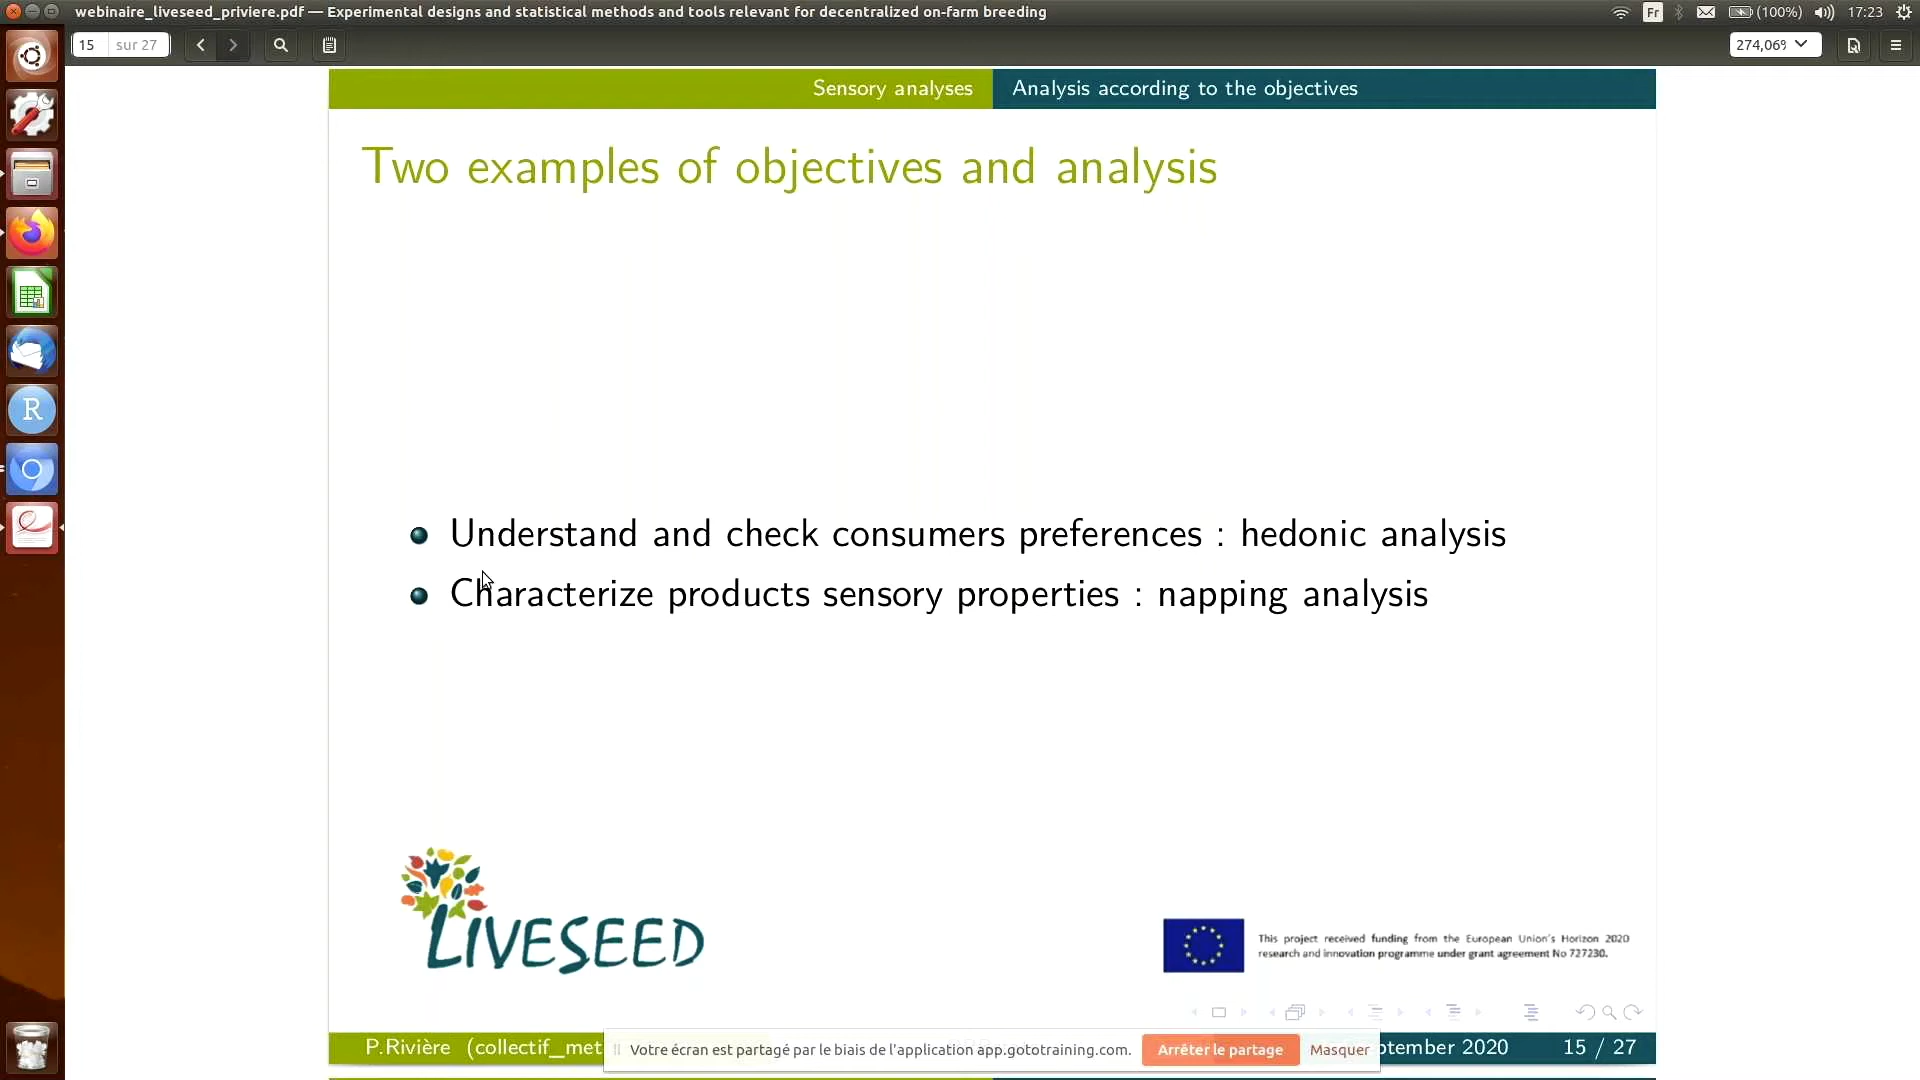 webinaire_liveseed_priviere.pdf — Experimental designs and statistical methods and tools relevant for decentralized on-farm breeding
Fr
(100%)
17:23
15 sur 27
274,06%
Sensory analyses
Analysis according to the objectives
Two examples of objectives and analysis
Understand and check consumers preferences : hedonic analysis
Characterize products sensory properties : napping analysis
LIVESEED
This project received funding from the European Union's Horizon 2020
research and innovation programme under grant agreement No 727230.
P.Rivière (collectif_met
Votre écran est partagé par le biais de l'application app.gototraining.com.
Arrêter le partage
Masquer
ptember 2020
15 / 27
R